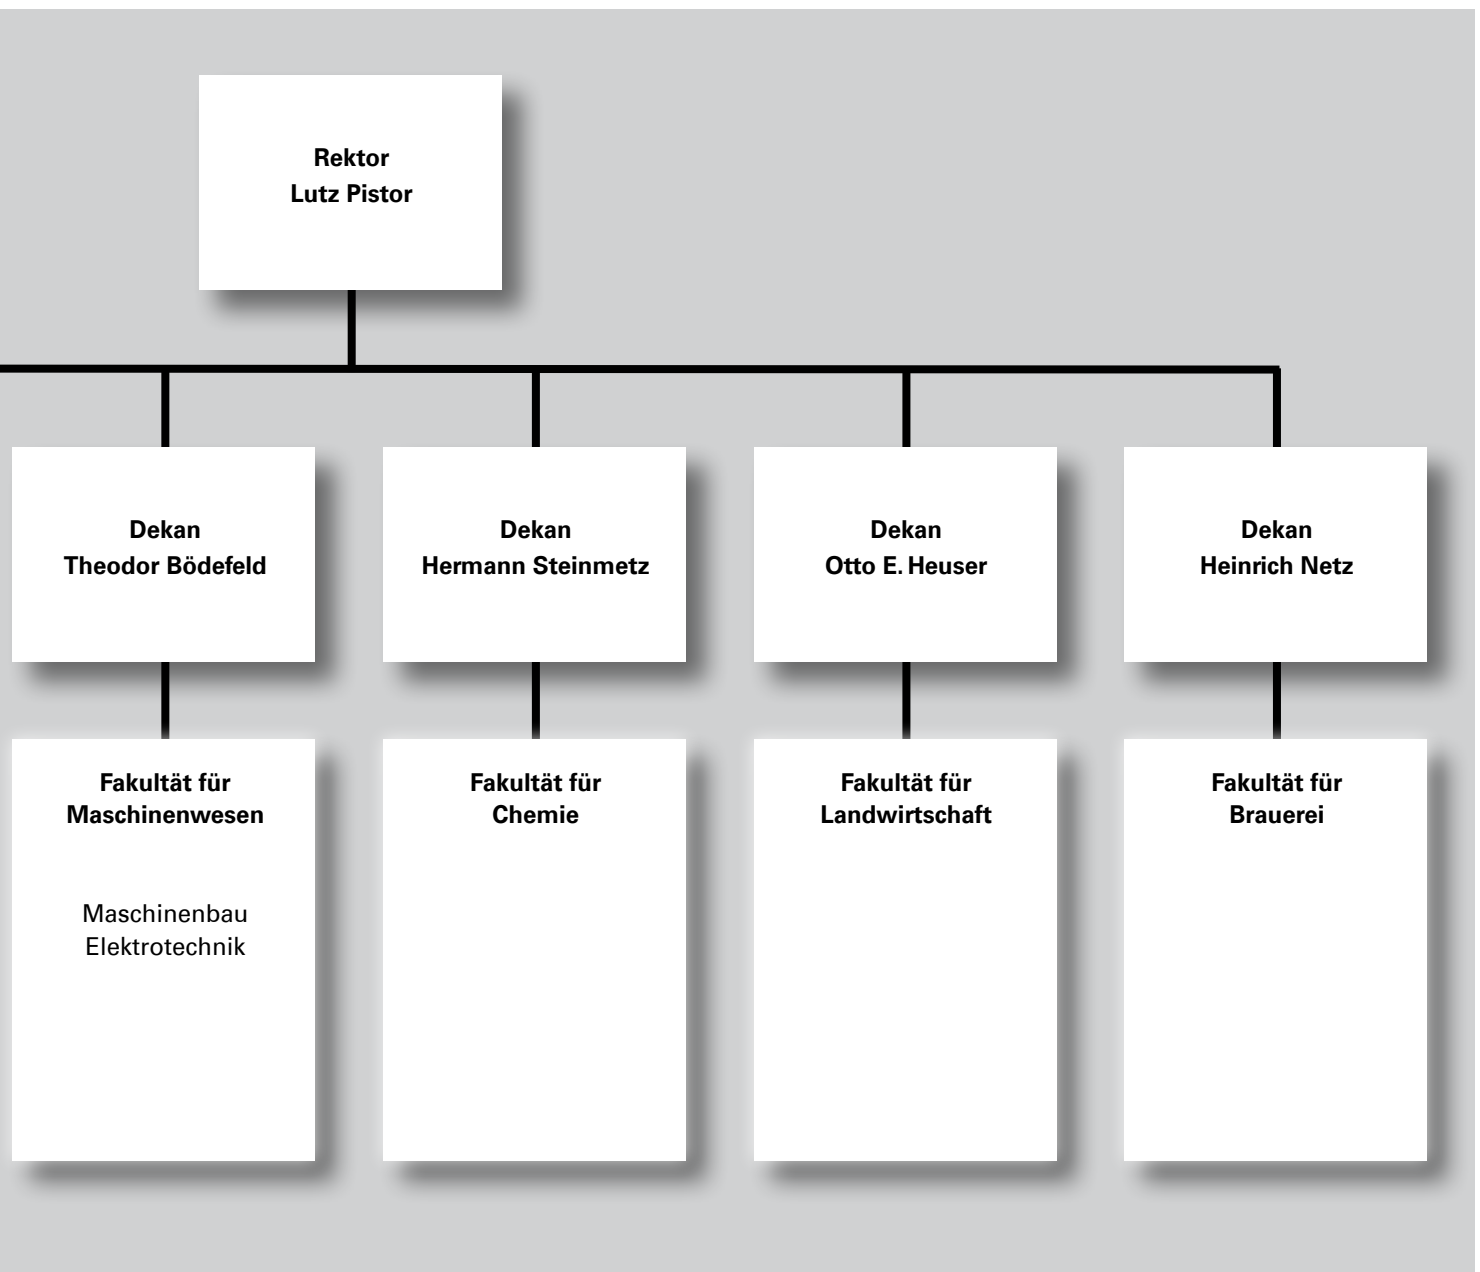 Rektor
Lutz Pistor
Dekan
Theodor Bödefeld
Dekan
Hermann Steinmetz
Dekan
Otto E. Heuser
Dekan
Heinrich Netz
Fakultät für
Maschinenwesen
Maschinenbau
Elektrotechnik
Fakultät für
Chemie
Fakultät für
Landwirtschaft
Fakultät für
Brauerei